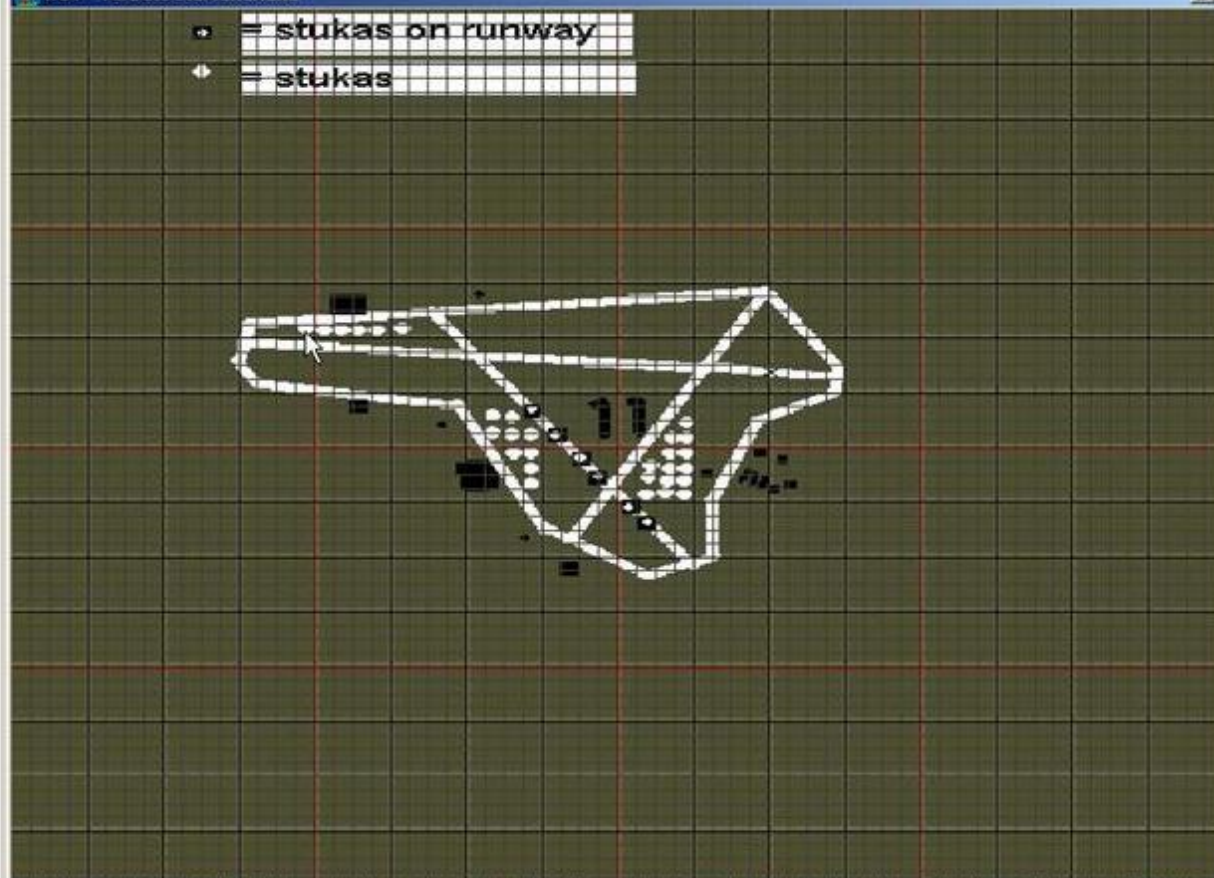 = stukas on runway
= stukas